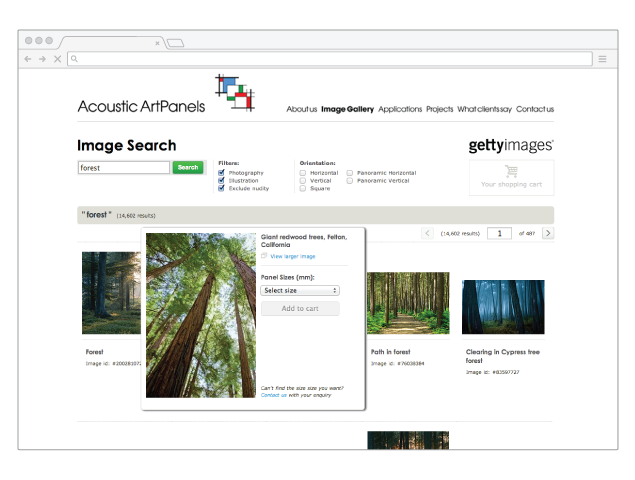 Acoustic ArtPanels
About us Image Gallery Applications Projects What clients say Contact us
Image Search
gettyimages®
forest
Search
Filters:
Photography
Illustration
Exclude nudity
Orientation:
Horizontal
Vertical
Square
Panoramic Horizontal
Panoramic Vertical
Your shopping cart
"forest" (14,602 results)
(14,602 results) 1 of 487
Giant redwood trees, Felton,
California
View larger image
Panel Sizes (mm):
Select size
Add to cart
Can't find the size size you want?
Contact us with your enquiry
Forest
Image id: #200281072
Path in forest
Image id: #76038384
Clearing in Cypress tree
forest
Image id: #83597727